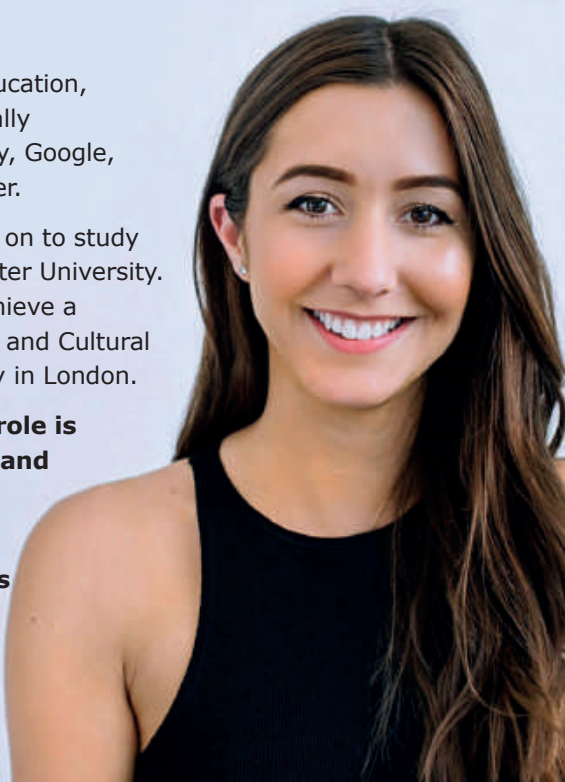 ucation,
ally
y, Google,
er.
on to study
ter University.
hieve a
and Cultural
y in London.
role is
and
s